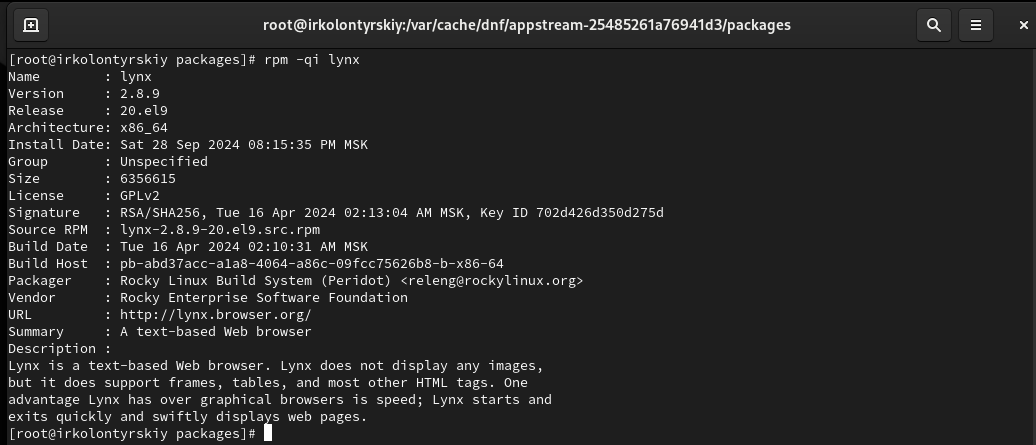 root@irkolontyrskiy:/var/cache/dnf/appstream-25485261a76941d3/packages
[root@irkolontyrskiy packages]# rpm -qi lynx
Name        : lynx
Version     : 2.8.9
Release     : 20.el9
Architecture: x86_64
Install Date: Sat 28 Sep 2024 08:15:35 PM MSK
Group       : Unspecified
Size        : 6356615
License     : GPLv2
Signature   : RSA/SHA256, Tue 16 Apr 2024 02:13:04 AM MSK, Key ID 702d426d350d275d
Source RPM  : lynx-2.8.9-20.el9.src.rpm
Build Date  : Tue 16 Apr 2024 02:10:31 AM MSK
Build Host  : pb-abd37acc-a1a8-4064-a86c-09fcc75626b8-b-x86-64
Packager    : Rocky Linux Build System (Peridot) <releng@rockylinux.org>
Vendor      : Rocky Enterprise Software Foundation
URL         : http://lynx.browser.org/
Summary     : A text-based Web browser
Description :
Lynx is a text-based Web browser. Lynx does not display any images,
but it does support frames, tables, and most other HTML tags. One
advantage Lynx has over graphical browsers is speed; Lynx starts and
exits quickly and swiftly displays web pages.
[root@irkolontyrskiy packages]#